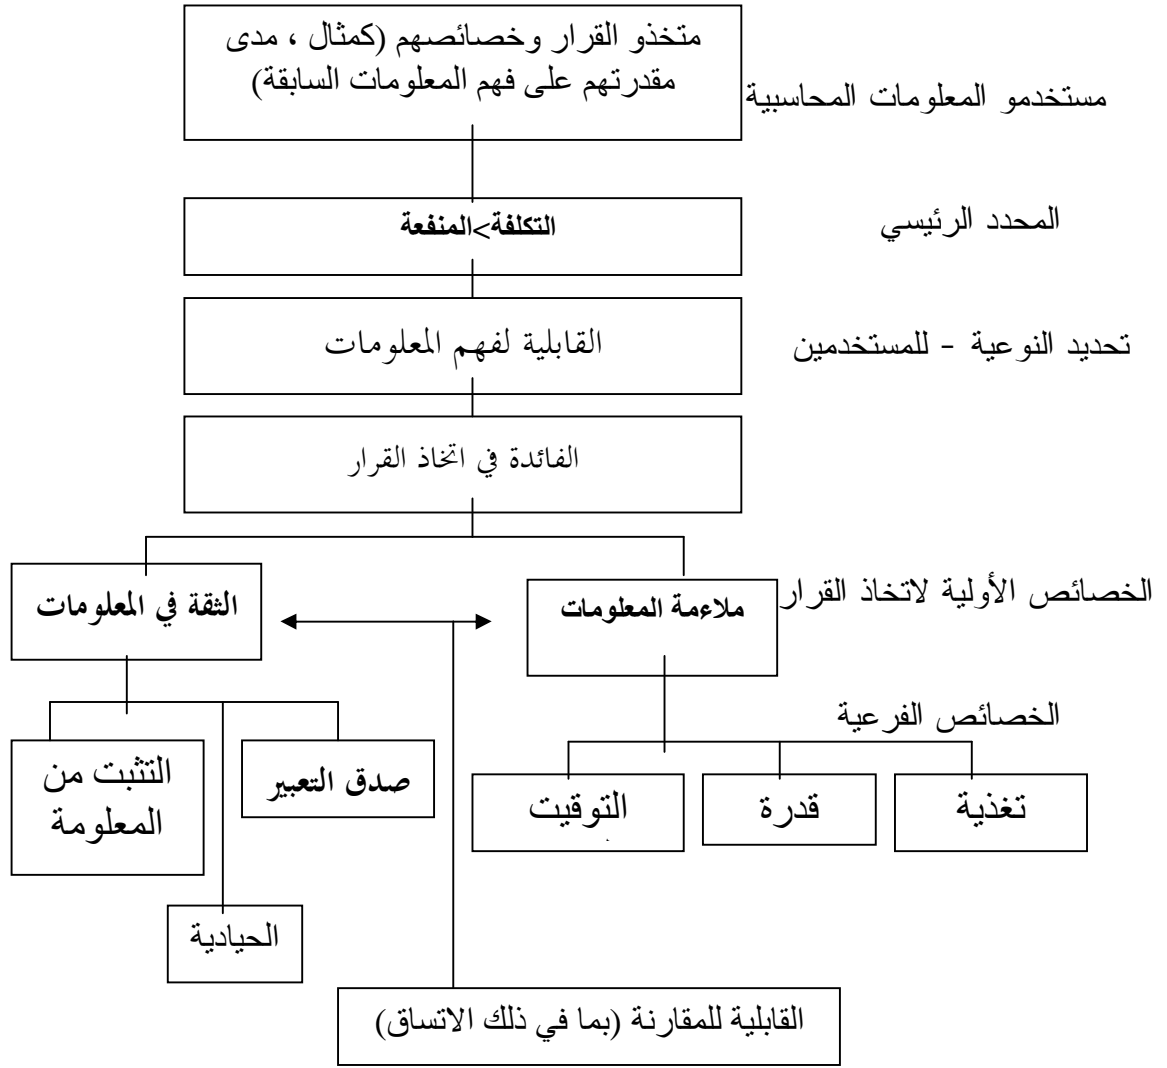 متخذو القرار وخصائصهم (كمثال ، مدى
مقدرتهم على فهم المعلومات السابقة)
مستخدمو المعلومات المحاسبية
المحدد الرئيسي
التكلفة>المنفعة
تحديد النوعية - للمستخدمين
القابلية لفهم المعلومات
الفائدة في اتخاذ القرار
الخصائص الأولية لاتخاذ القرار
ملاءمة المعلومات
الثقة في المعلومات
الخصائص الفرعية
تغذية
قدرة
التوقيت
صدق التعبير
التثبت من
المعلومة
الحيادية
القابلية للمقارنة (بما في ذلك الاتساق)